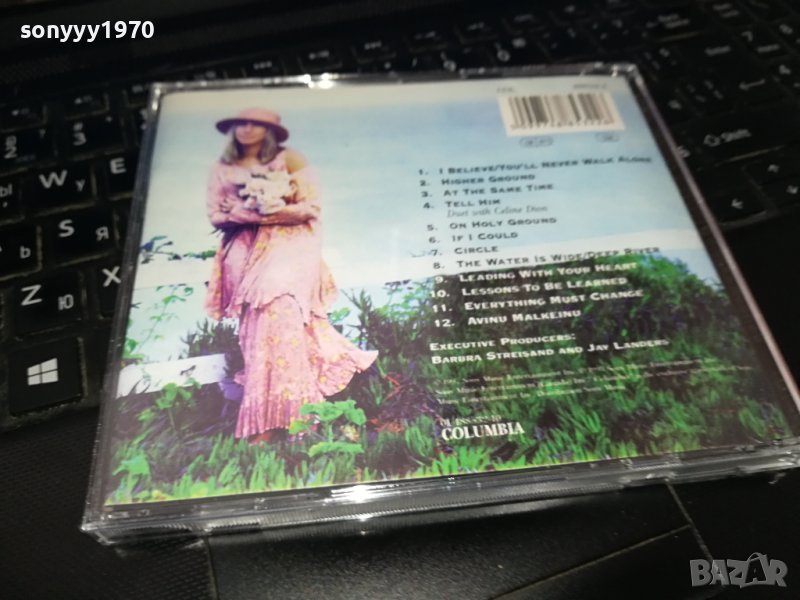 sonyyy1970
1. I BELIEVE/YOU'LL NEVER WALK ALONE
2. HIGHER GROUND
3. AT THE SAME TIME
4. TELL HIM
Duet with Celine Dion
5. ON HOLY GROUND
6. IF I COULD
7. CIRCLE
8. THE WATER IS WIDE/DEEP RIVER
9. LEADING WITH YOUR HEART
10. LESSONS TO BE LEARNED
11. EVERYTHING MUST CHANGE
12. AVINU MALKEINU
EXECUTIVE PRODUCERS:
BARBRA STREISAND AND JAY LANDERS
COLUMBIA
W
E
S
Я
Z
Ю
Shift
BAZAR